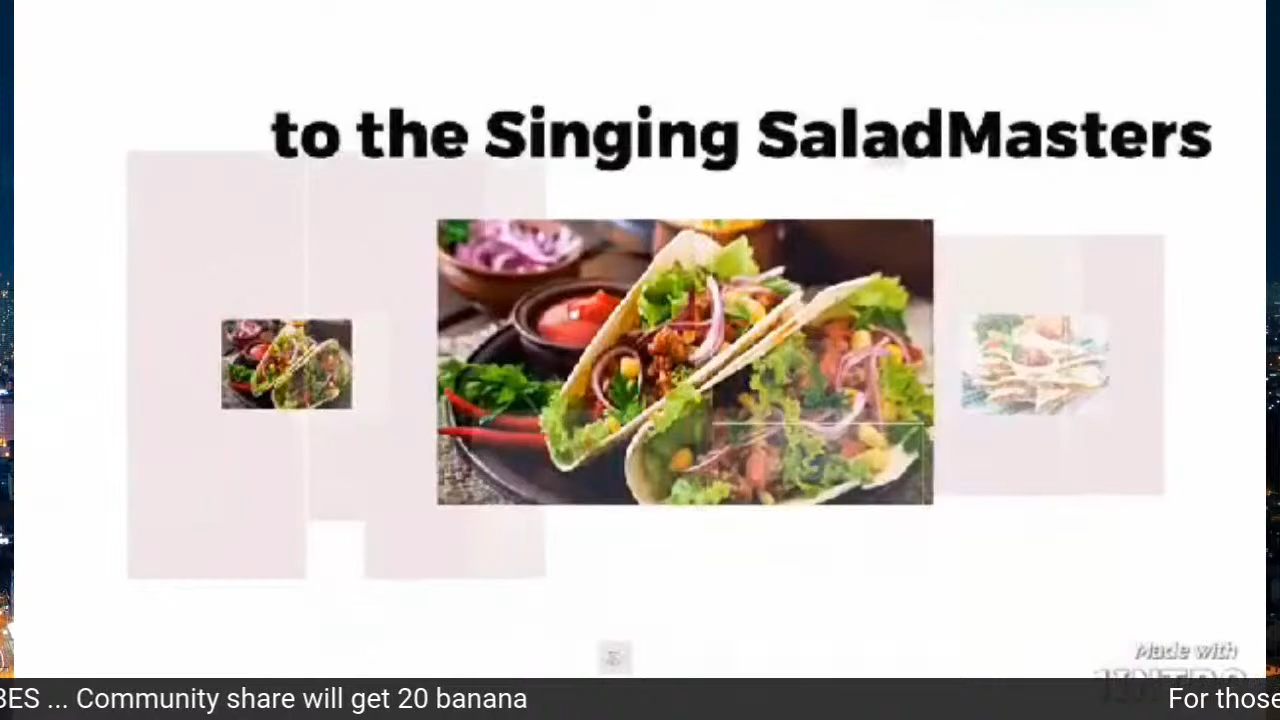 to the Singing SaladMasters
Made with
BES ... Community share will get 20 banana
For those